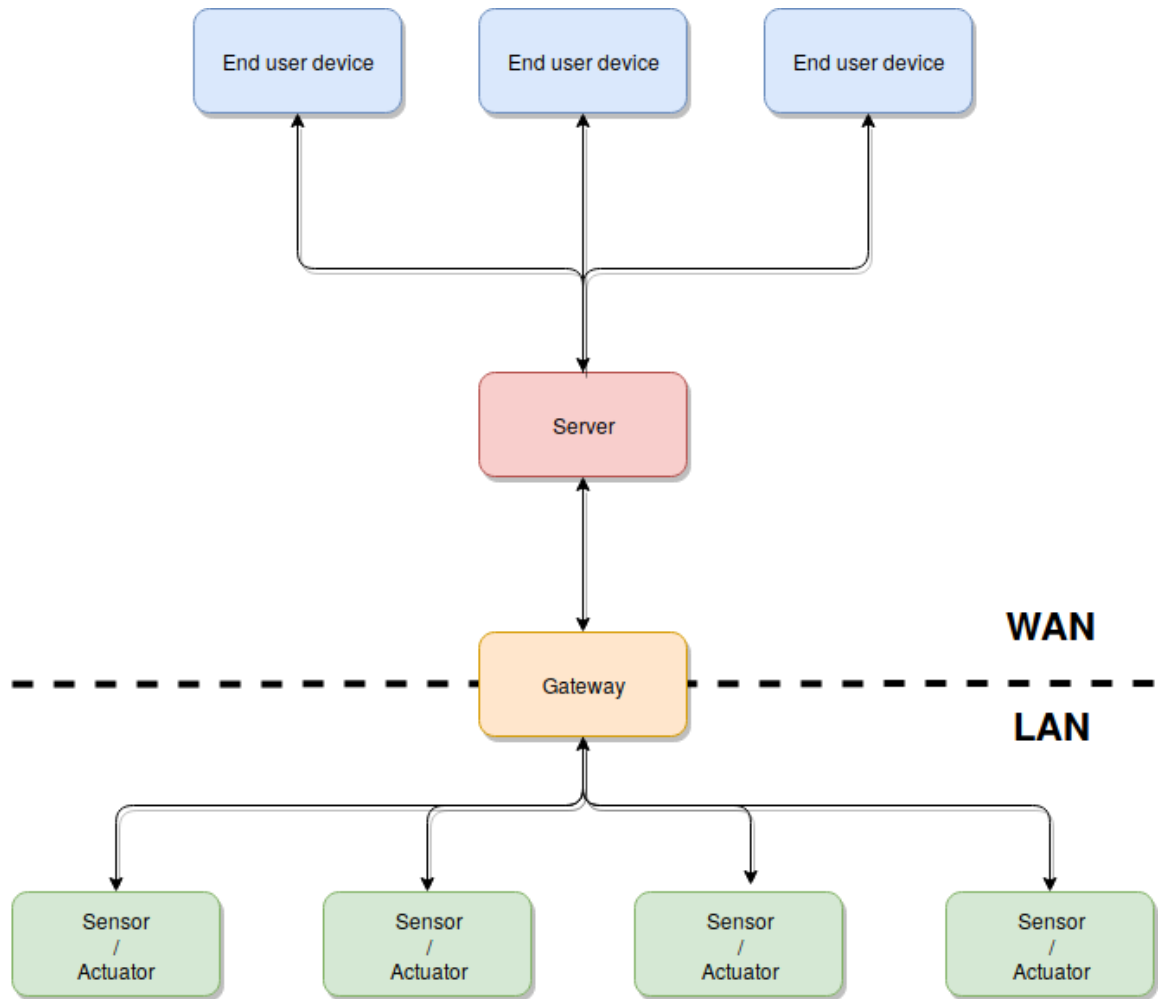 End user device
End user device
End user device
Server
WAN
Gateway
LAN
Sensor
/
Actuator
Sensor
/
Actuator
Sensor
/
Actuator
Sensor
/
Actuator